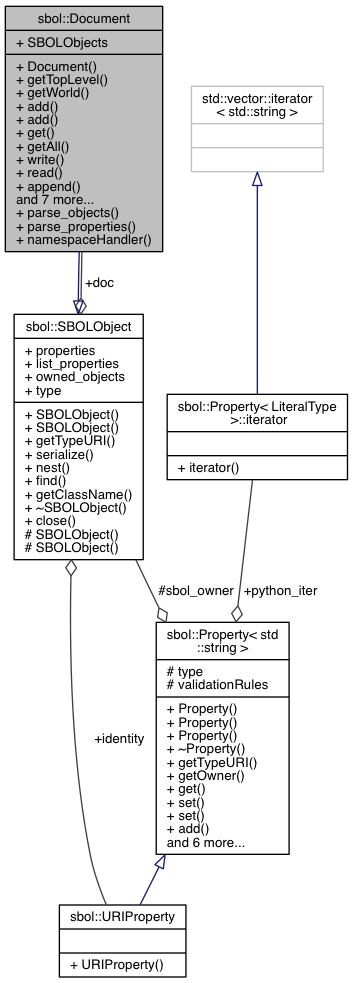 sbol::Document
+ SBOLObjects
+ Document()
+ getTopLevel()
+ getWorld()
+ add()
+ add()
+ get()
+ getAll()
+ write()
+ read()
+ append()
and 7 more...
+ parse_objects()
+ parse_properties()
+ namespaceHandler()
std::vector::iterator
< std::string >
+doc
sbol::SBOLObject
+ properties
+ list_properties
+ owned_objects
+ type
+ SBOLObject()
+ SBOLObject()
+ getTypeURI()
+ serialize()
+ nest()
+ find()
+ getClassName()
+ ~SBOLObject()
+ close()
# SBOLObject()
# SBOLObject()
sbol::Property< LiteralType
>::iterator
+ iterator()
#sbol_owner
+python_iter
sbol::Property< std
::string >
# type
# validationRules
+ Property()
+ Property()
+ Property()
+ ~Property()
+ getTypeURI()
+ getOwner()
+ get()
+ set()
+ set()
+ add()
and 6 more...
+identity
sbol::URIProperty
+ URIProperty()